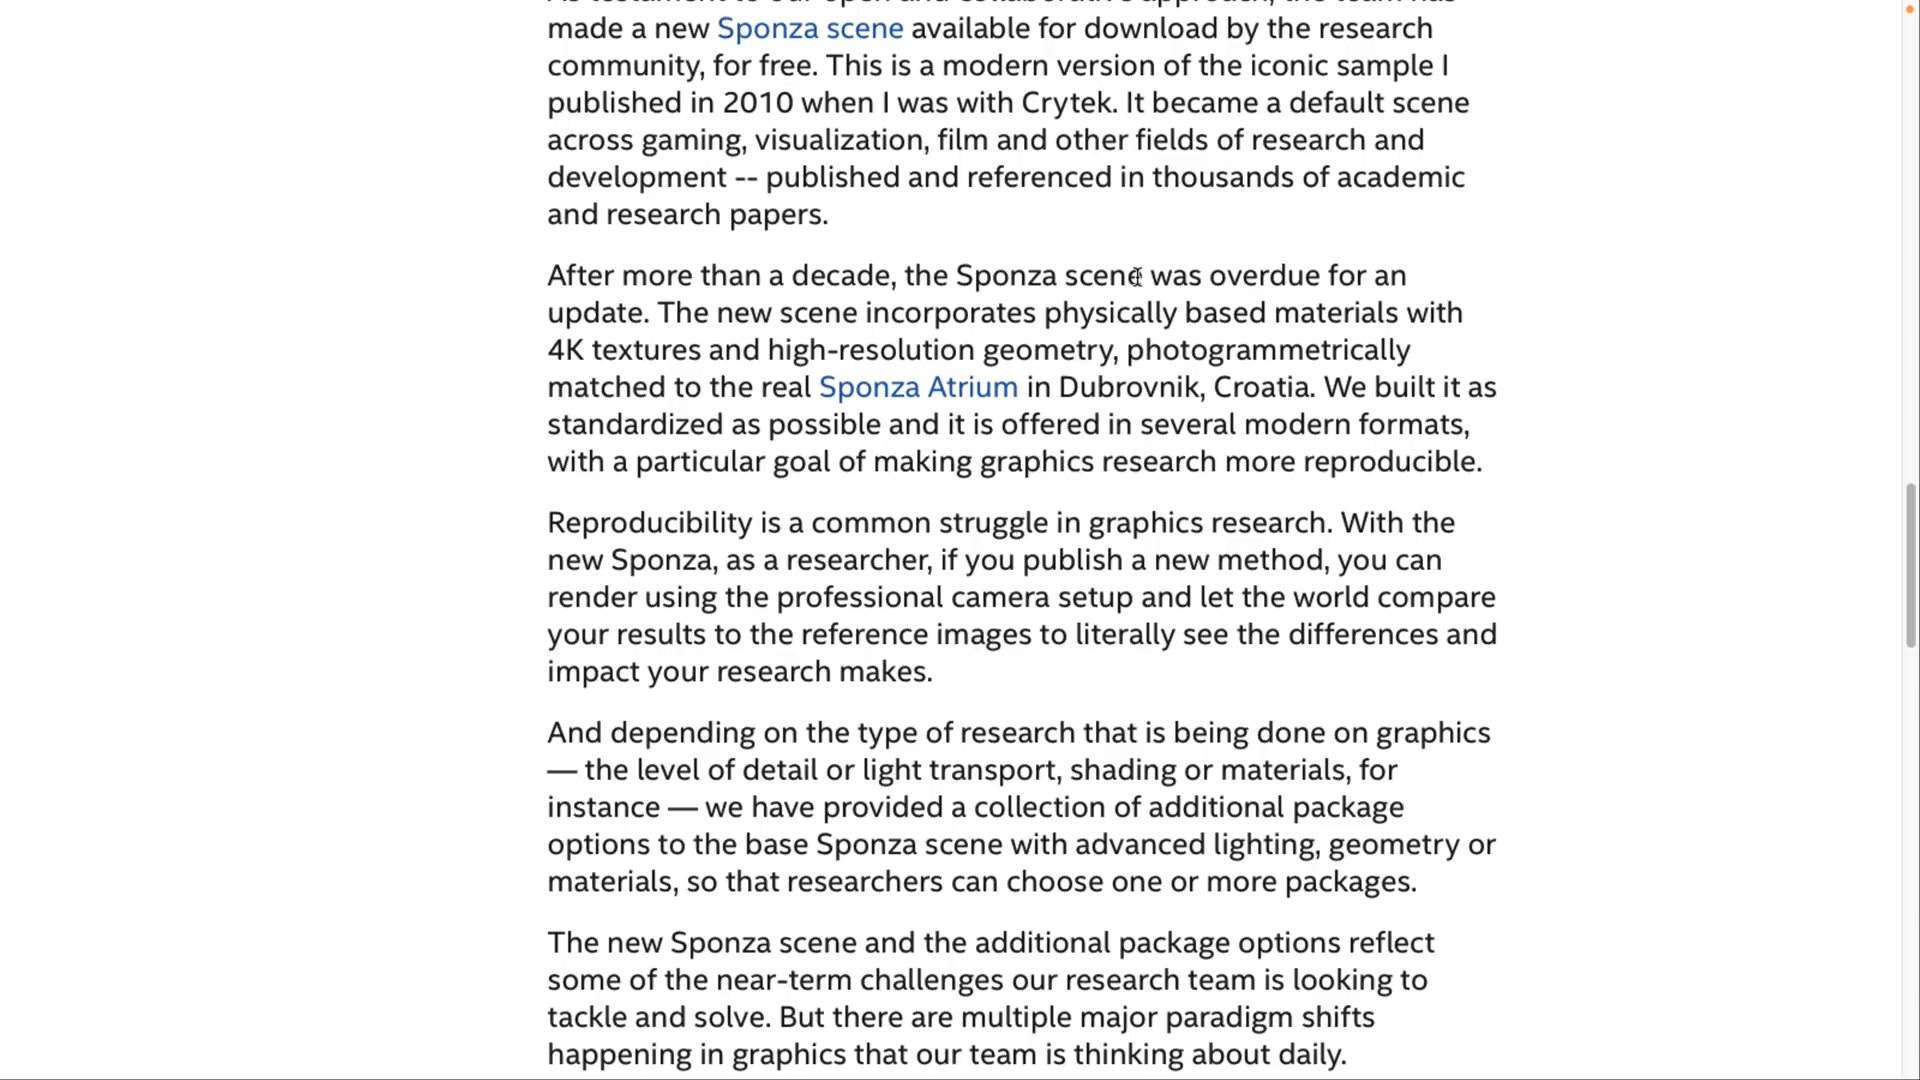 As testament to our open and collaborative approach, the team has
made a new Sponza scene available for download by the research
community, for free. This is a modern version of the iconic sample I
published in 2010 when I was with Crytek. It became a default scene
across gaming, visualization, film and other fields of research and
development -- published and referenced in thousands of academic
and research papers.
After more than a decade, the Sponza scene was overdue for an
update. The new scene incorporates physically based materials with
4K textures and high-resolution geometry, photogrammetrically
matched to the real Sponza Atrium in Dubrovnik, Croatia. We built it as
standardized as possible and it is offered in several modern formats,
with a particular goal of making graphics research more reproducible.
Reproducibility is a common struggle in graphics research. With the
new Sponza, as a researcher, if you publish a new method, you can
render using the professional camera setup and let the world compare
your results to the reference images to literally see the differences and
impact your research makes.
And depending on the type of research that is being done on graphics
— the level of detail or light transport, shading or materials, for
instance — we have provided a collection of additional package
options to the base Sponza scene with advanced lighting, geometry or
materials, so that researchers can choose one or more packages.
The new Sponza scene and the additional package options reflect
some of the near-term challenges our research team is looking to
tackle and solve. But there are multiple major paradigm shifts
happening in graphics that our team is thinking about daily.